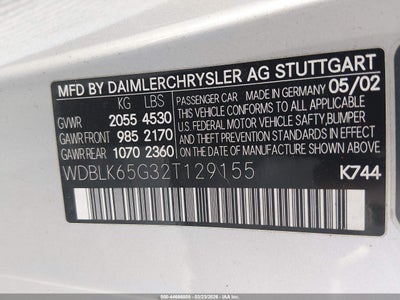 MFD BY DAIMLERCHRYSLER AG STUTTGART
KG LBS
GVWR 2055 4530
GAWR FRONT 985 2170
GAWR REAR 1070 2360
PASSENGER CAR MADE IN GERMANY 05/02
THIS VEHICLE CONFORMS TO ALL APPLICABLE
U.S. FEDERAL MOTOR VEHICLE SAFETY, BUMPER
AND THEFT PREVENTION STANDARDS IN EFFECT
ON THE DATE OF MANUFACTURE SHOWN ABOVE.
WDBLK65G32T129155 K744